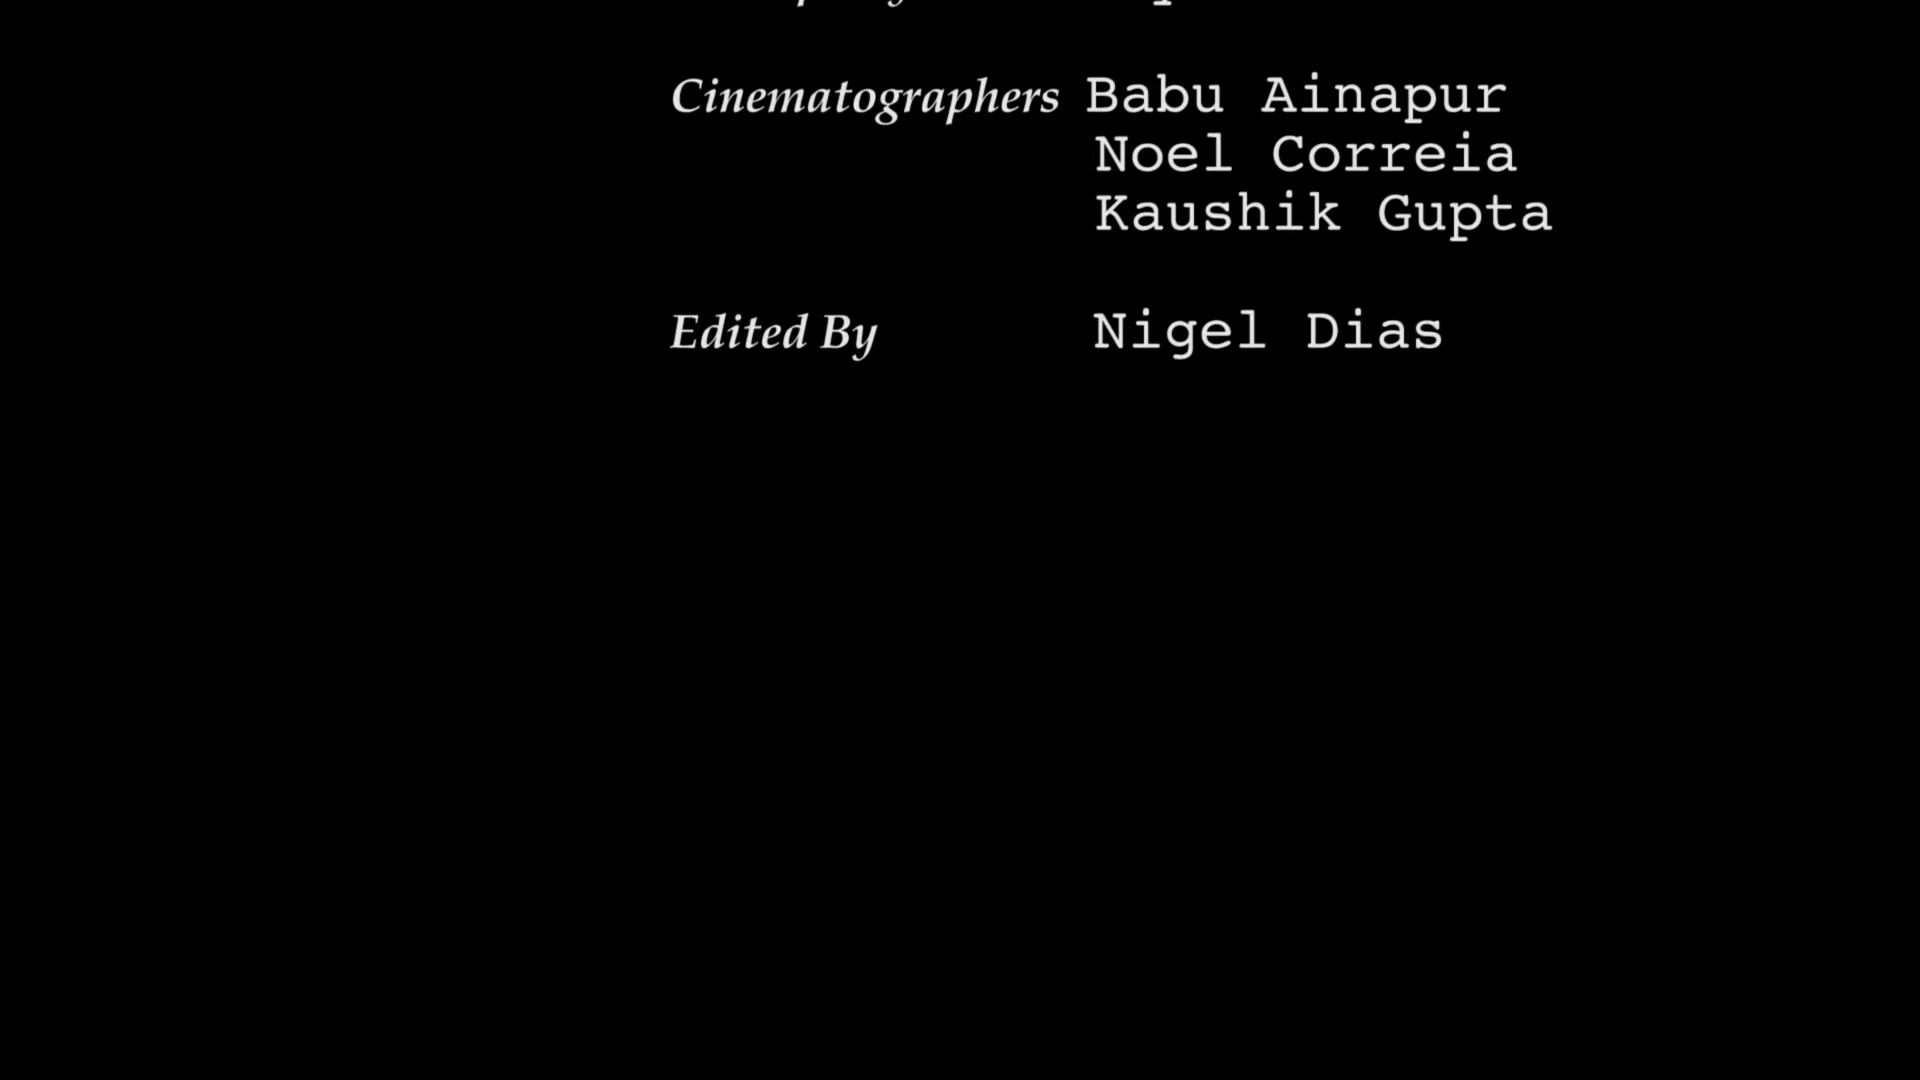 Cinematographers Babu Ainapur
Noel Correia
Kaushik Gupta
Edited By Nigel Dias